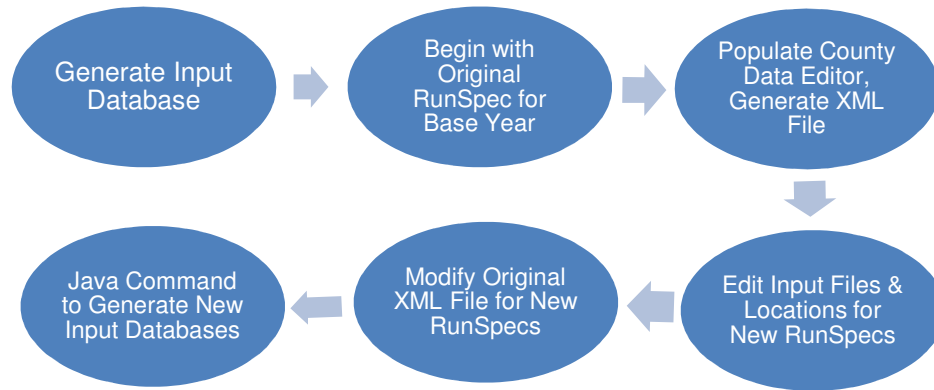 Generate Input
Database
Begin with
Original
RunSpec for
Base Year
Populate County
Data Editor,
Generate XML
File
Edit Input Files &
Locations for
New RunSpecs
Modify Original
XML File for New
RunSpecs
Java Command
to Generate New
Input Databases